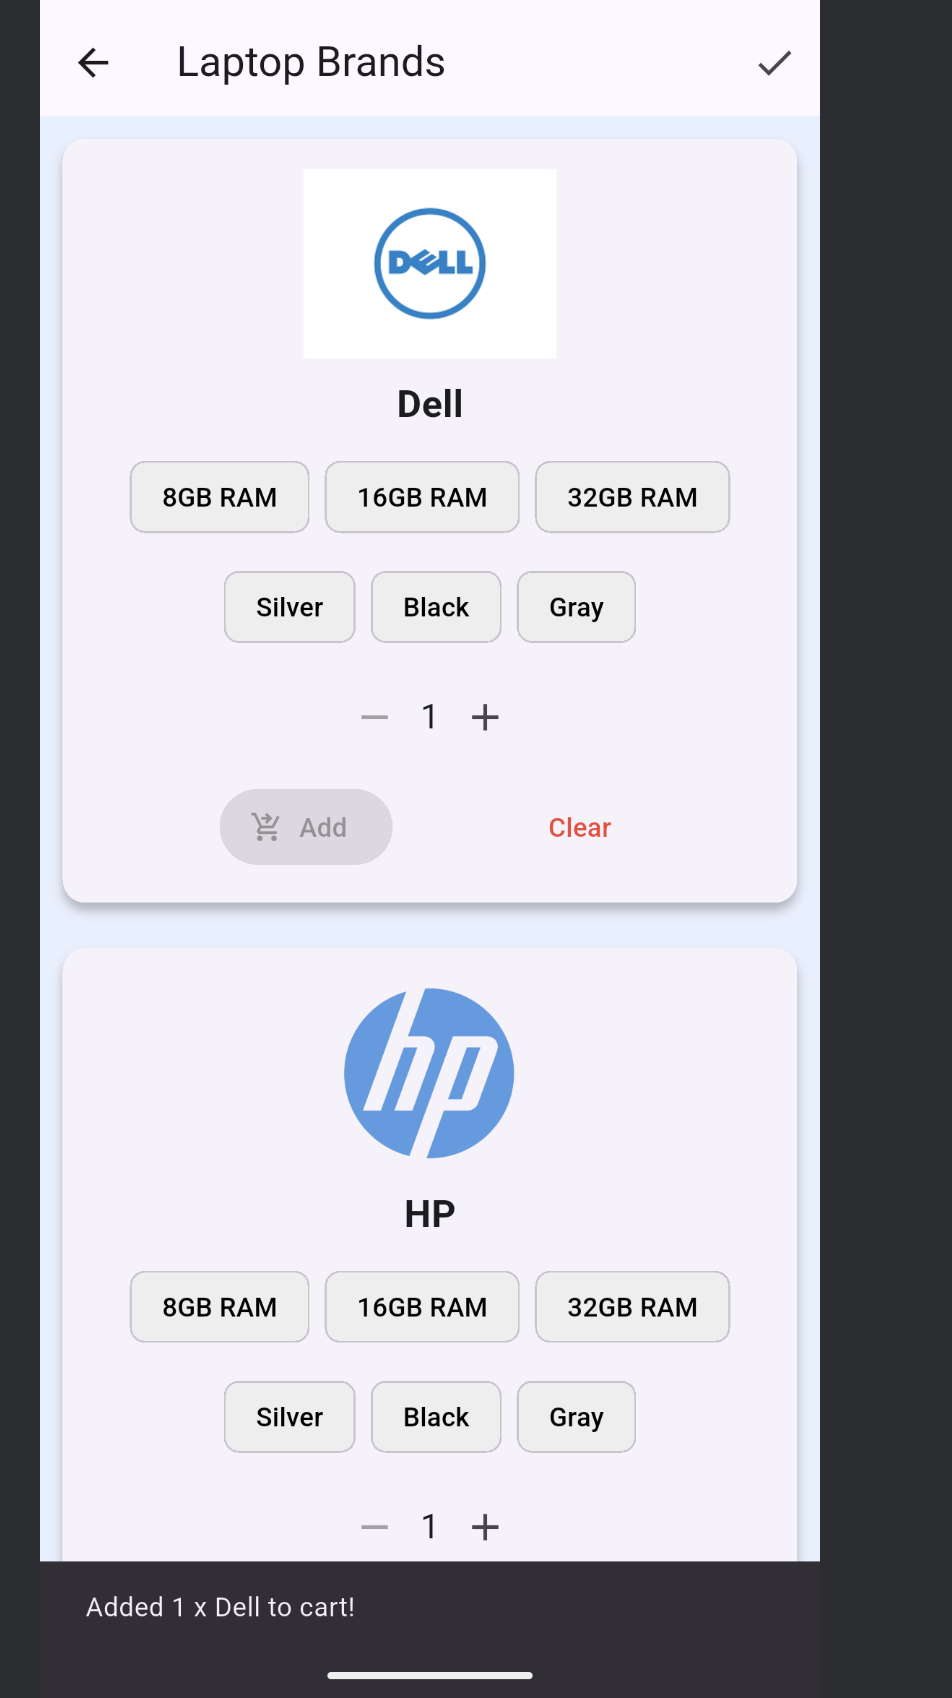 Laptop Brands
DELL
Dell
8GB RAM 16GB RAM 32GB RAM
Silver Black Gray
1
Add Clear
hp
HP
8GB RAM 16GB RAM 32GB RAM
Silver Black Gray
1
Added 1 x Dell to cart!